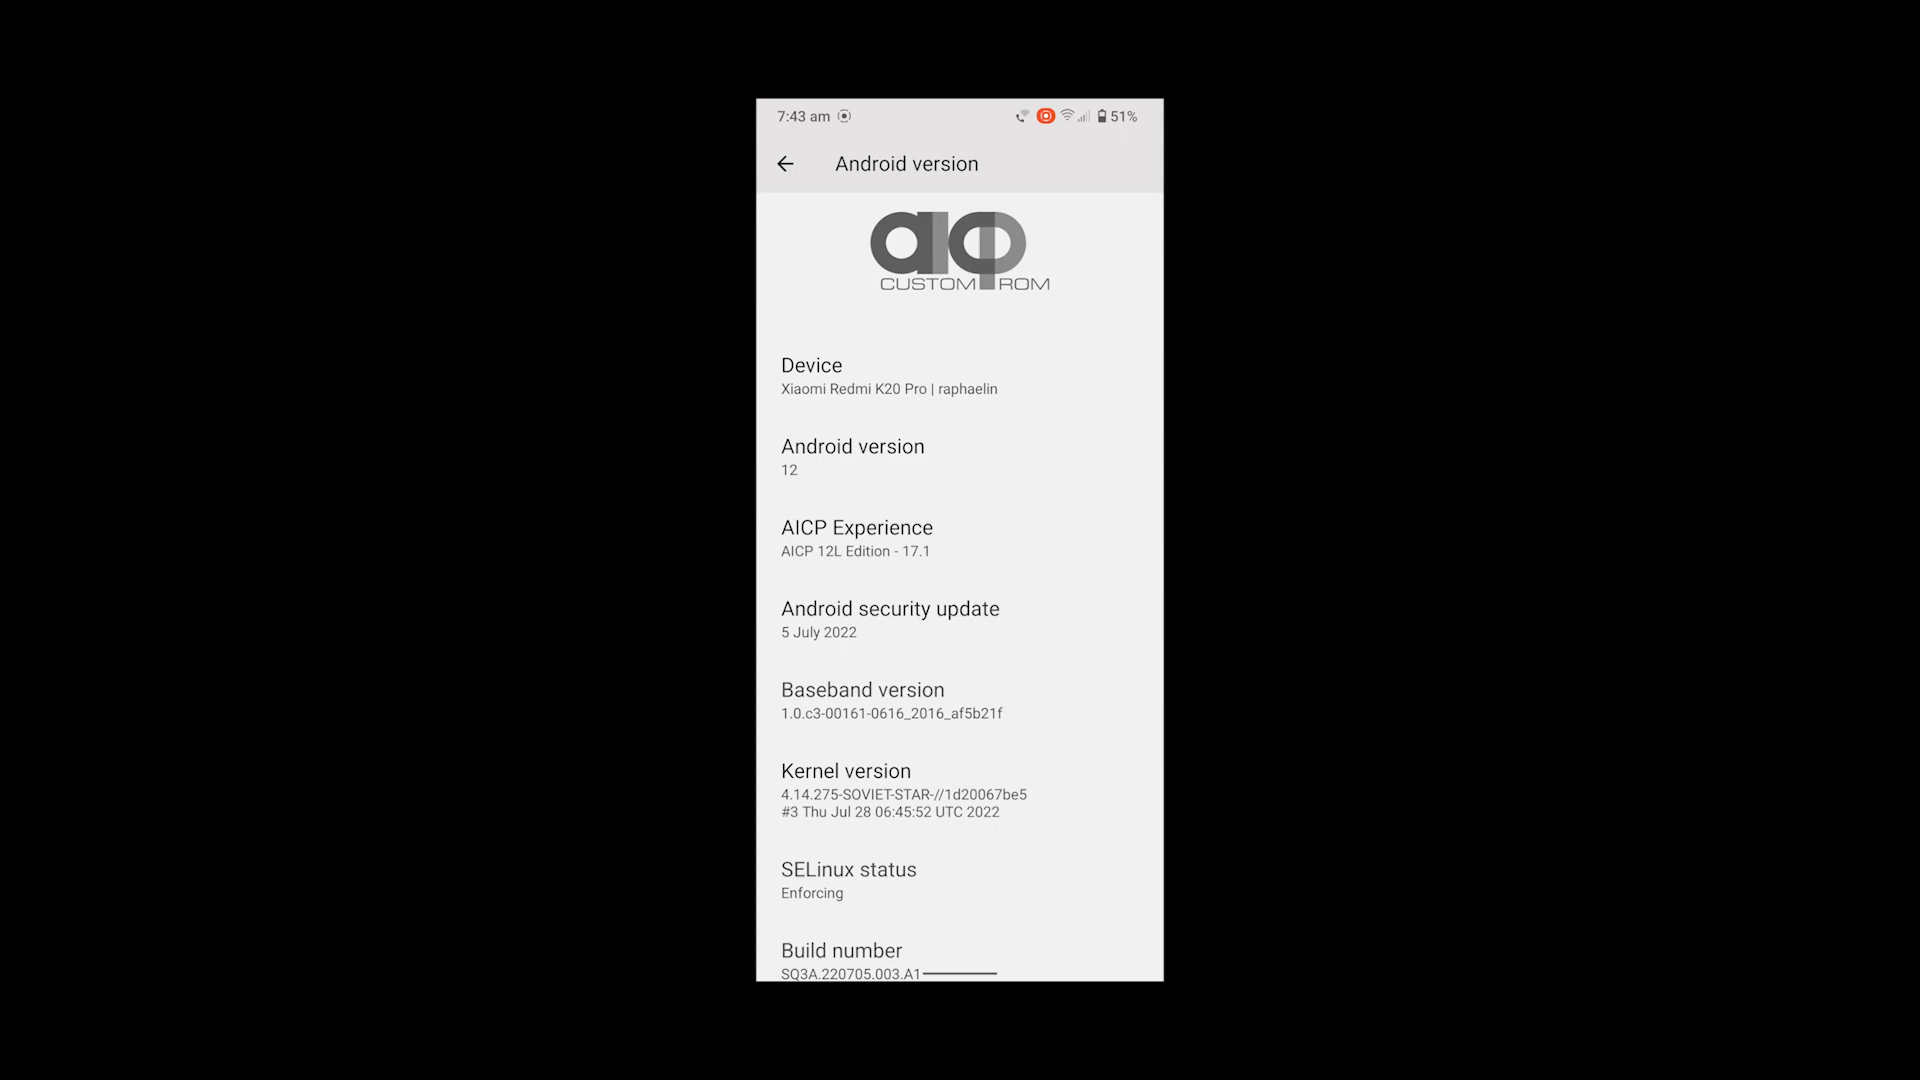 7:43 am
51%
Android version
aicp
CUSTOM ROM
Device
Xiaomi Redmi K20 Pro | raphaelin
Android version
12
AICP Experience
AICP 12L Edition - 17.1
Android security update
5 July 2022
Baseband version
1.0.c3-00161-0616_2016_af5b21f
Kernel version
4.14.275-SOVIET-STAR-//1d20067be5
#3 Thu Jul 28 06:45:52 UTC 2022
SELinux status
Enforcing
Build number
SQ3A.220705.003.A1